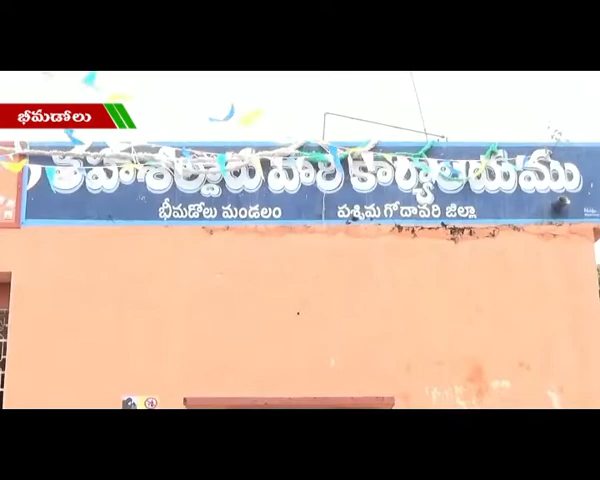 భీమడోలు
తహశీల్దారు వారి కార్యాలయము
భీమడోలు మండలం పశ్చిమ గోదావరి జిల్లా